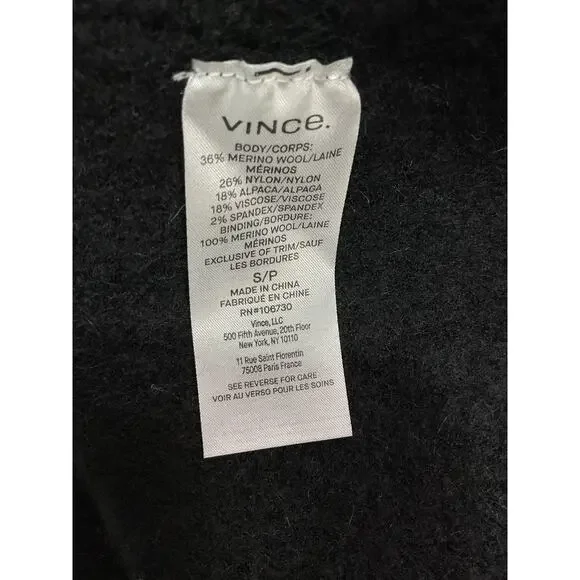 VINCE.
BODY/CORPS:
36% MERINO WOOL/LAINE
MÉRINOS
26% NYLON/NYLON
18% ALPACA/ALPAGA
18% VISCOSE/VISCOSE
2% SPANDEX/SPANDEX
BINDING/BORDURE:
100% MERINO WOOL/LAINE
MÉRINOS
EXCLUSIVE OF TRIM/SAUF
LES BORDURES
S/P
MADE IN CHINA
FABRIQUÉ EN CHINE
RN#106730
Vince, LLC
500 Fifth Avenue, 20th Floor
New York, NY 10110
11 Rue Saint Florentin
75008 Paris France
SEE REVERSE FOR CARE
VOIR AU VERSO POUR LES SOINS